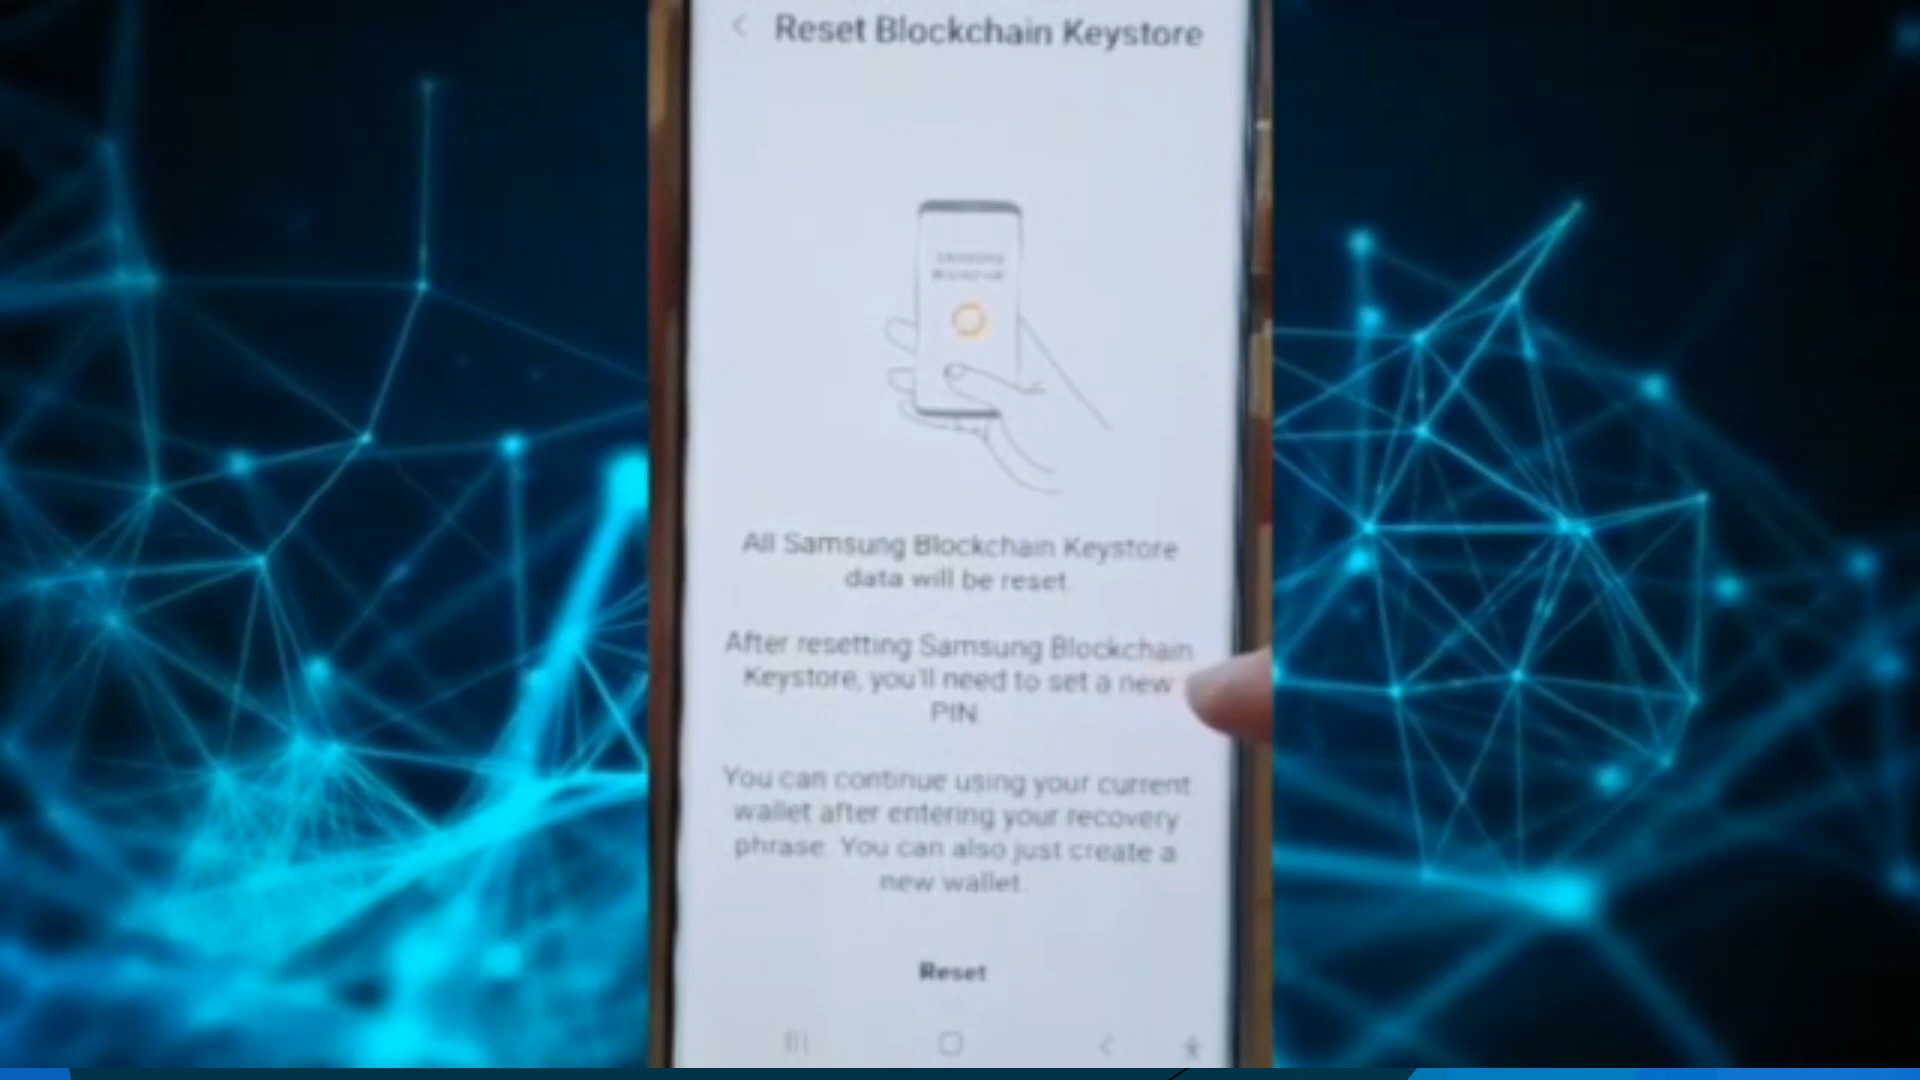 Reset Blockchain Keystore
All Samsung Blockchain Keystore
data will be reset.
After resetting Samsung Blockchain
Keystore, you'll need to set a new
PIN.
You can continue using your current
wallet after entering your recovery
phrase. You can also just create a
new wallet.
Reset